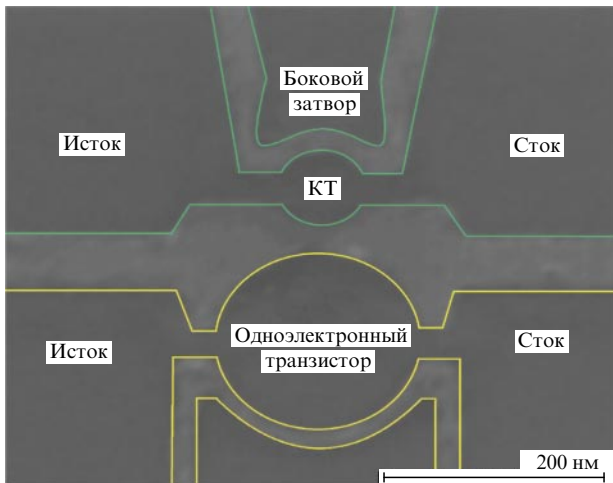 Боковой
затвор
Исток
Сток
КТ
Одноэлектронный
транзистор
Исток
Сток
200 нм